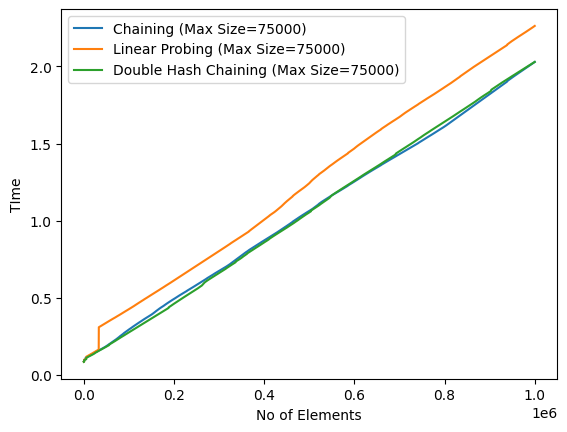 Chaining (Max Size=75000)
Linear Probing (Max Size=75000)
Double Hash Chaining (Max Size=75000)
2.0
1.5
1.0
0.5
0.0
TIme
0.0 0.2 0.4 0.6 0.8 1.0
1e6
No of Elements